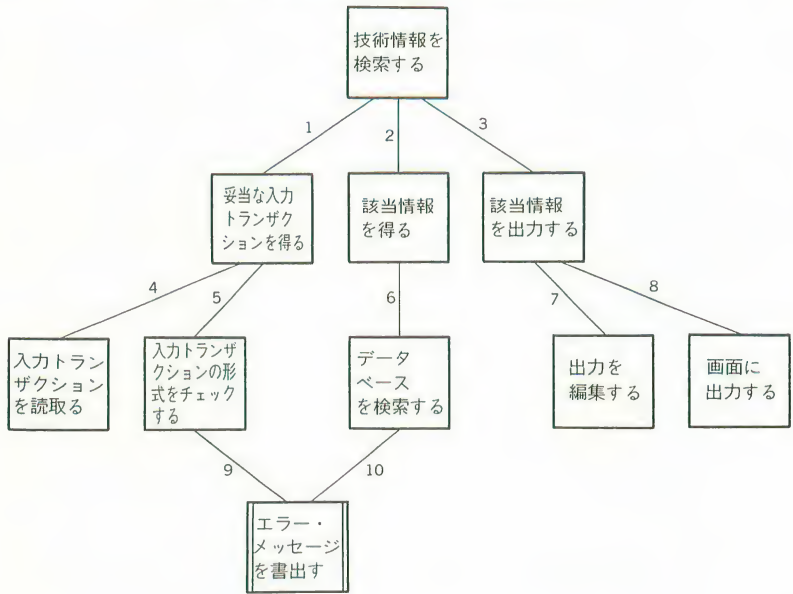 技術情報を
検索する
1
2
3
妥当な入力
トランザク
ションを得る
該当情報
を得る
該当情報
を出力する
4
5
6
7
8
入力トラン
ザクション
を読取る
入力トランザ
クションの形
式をチェック
する
データ
ベース
を検索する
出力を
編集する
画面に
出力する
9
10
エラー・
メッセージ
を書出す